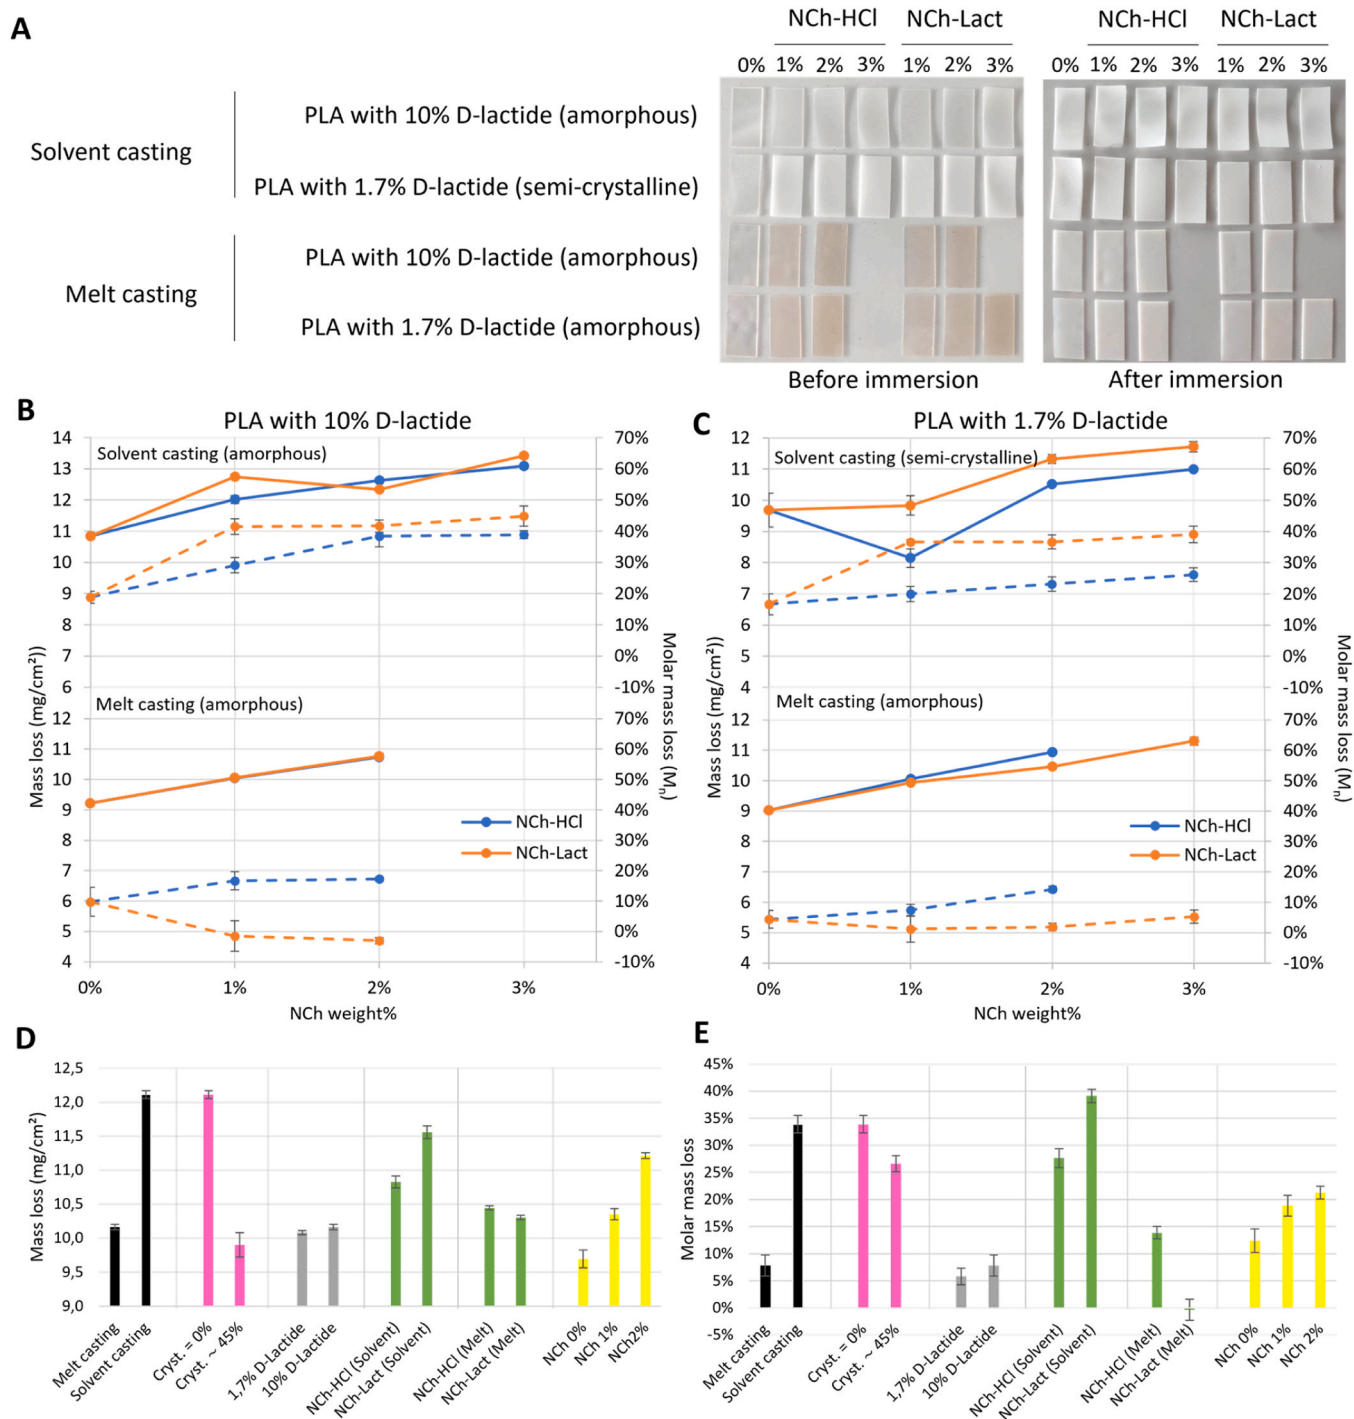 A
NCh-HCl NCh-Lact NCh-HCl NCh-Lact
0% 1% 2% 3% 1% 2% 3% 0% 1% 2% 3% 1% 2% 3%
Solvent casting
PLA with 10% D-lactide (amorphous)
PLA with 1.7% D-lactide (semi-crystalline)
Melt casting
PLA with 10% D-lactide (amorphous)
PLA with 1.7% D-lactide (amorphous)
Before immersion After immersion
B
PLA with 10% D-lactide
Solvent casting (amorphous)
14
13
12
11
10
9
8
7
6
70%
60%
50%
40%
30%
20%
10%
0%
-10%
Melt casting (amorphous)
12
11
10
9
8
7
6
5
4
70%
60%
50%
40%
30%
20%
10%
0%
-10%
Mass loss (mg/cm²))
Molar mass loss (Mn)
NCh-HCl
NCh-Lact
0% 1% 2% 3%
NCh weight%
C
PLA with 1.7% D-lactide
Solvent casting (semi-crystalline)
12
11
10
9
8
7
6
5
4
70%
60%
50%
40%
30%
20%
10%
0%
-10%
Melt casting (amorphous)
12
11
10
9
8
7
6
5
4
70%
60%
50%
40%
30%
20%
10%
0%
-10%
Mass loss (mg/cm²)
Molar mass loss (Mn)
NCh-HCl
NCh-Lact
0% 1% 2% 3%
NCh weight%
D
Mass loss (mg/cm²)
12,5
12,0
11,5
11,0
10,5
10,0
9,5
9,0
Melt casting
Solvent casting
Cryst. = 0%
Cryst. ~ 45%
1,7% D-Lactide
10% D-Lactide
NCh-HCl (Solvent)
NCh-Lact (Solvent)
NCh-HCl (Melt)
NCh-Lact (Melt)
NCh 0%
NCh 1%
NCh2%
E
Molar mass loss
45%
40%
35%
30%
25%
20%
15%
10%
5%
0%
-5%
Melt casting
Solvent casting
Cryst. = 0%
Cryst. ~ 45%
1,7% D-Lactide
10% D-Lactide
NCh-HCl (Solvent)
NCh-Lact (Solvent)
NCh-HCl (Melt)
NCh-Lact (Melt)
NCh 0%
NCh 1%
NCh 2%